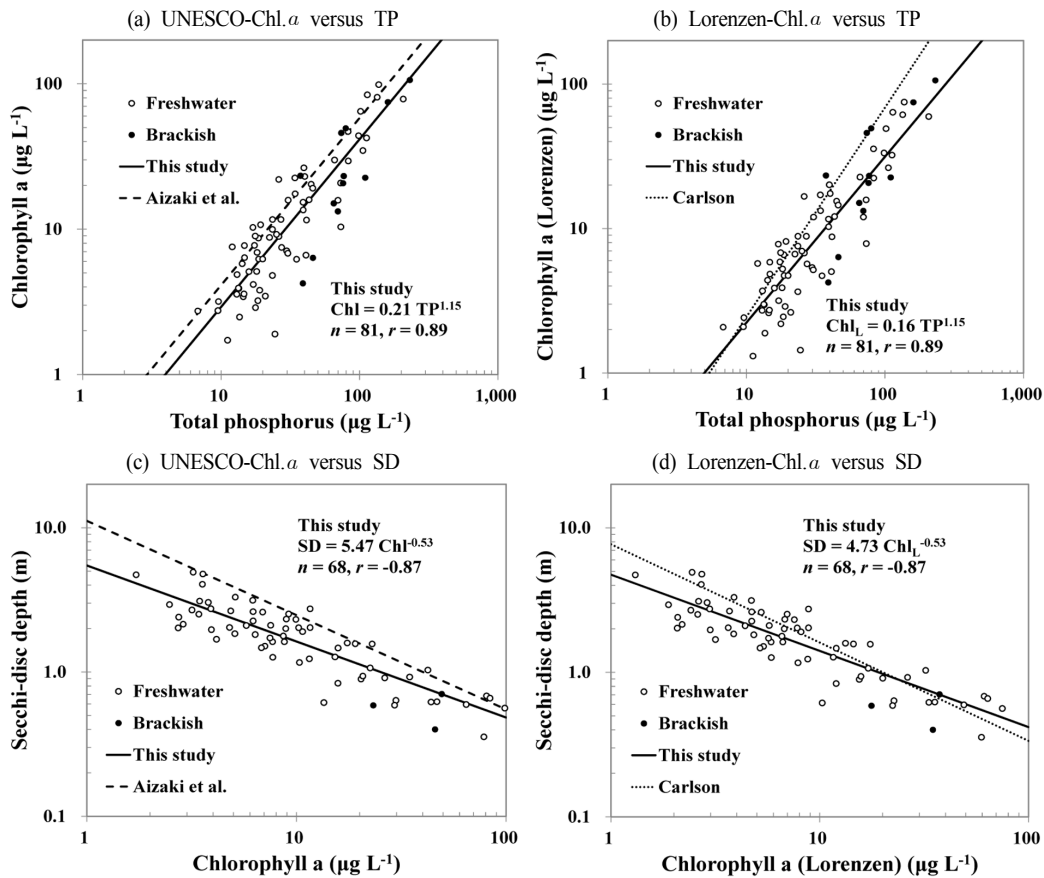 (a) UNESCO-Chl.a versus TP
Chlorophyll a (µg L⁻¹)
100
10
1
Freshwater
Brackish
This study
Aizaki et al.
This study
Chl = 0.21 TP¹·¹⁵
n = 81, r = 0.89
1
10
100
1,000
Total phosphorus (µg L⁻¹)
(b) Lorenzen-Chl.a versus TP
Chlorophyll a (Lorenzen) (µg L⁻¹)
100
10
1
Freshwater
Brackish
This study
Carlson
This study
Chl_L = 0.16 TP¹·¹⁵
n = 81, r = 0.89
1
10
100
1,000
Total phosphorus (µg L⁻¹)
(c) UNESCO-Chl.a versus SD
Secchi-disc depth (m)
10.0
1.0
0.1
This study
SD = 5.47 Chl⁻⁰·⁵³
n = 68, r = -0.87
Freshwater
Brackish
This study
Aizaki et al.
1
10
100
Chlorophyll a (µg L⁻¹)
(d) Lorenzen-Chl.a versus SD
Secchi-disc depth (m)
10.0
1.0
0.1
This study
SD = 4.73 Chl_L⁻⁰·⁵³
n = 68, r = -0.87
Freshwater
Brackish
This study
Carlson
1
10
100
Chlorophyll a (Lorenzen) (µg L⁻¹)